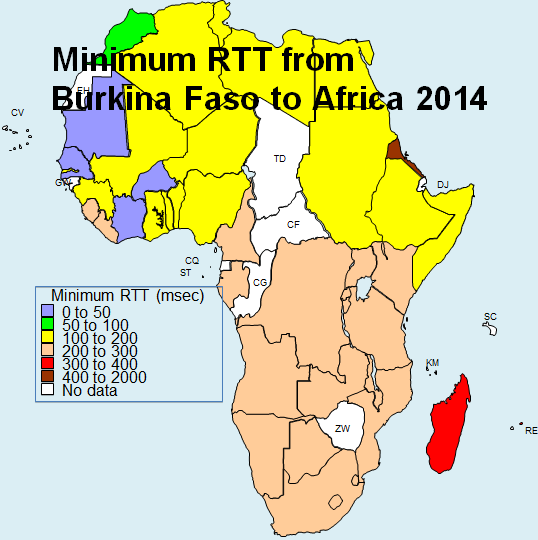 Minimum RTT from
Burkina Faso to Africa 2014
EH
CV
TD
GW
DJ
CF
CQ
ST
CG
Minimum RTT (msec)
0 to 50
50 to 100
100 to 200
200 to 300
300 to 400
400 to 2000
No data
SC
KM
ZW
RE